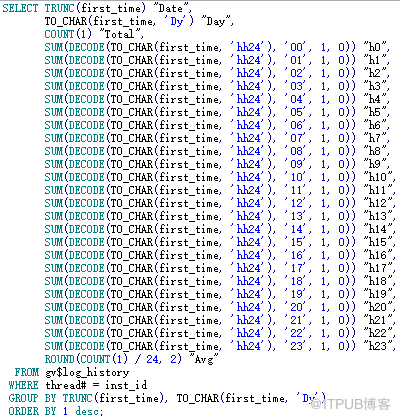 SELECT TRUNC(first_time) "Date",
TO_CHAR(first_time, 'Dy') "Day",
COUNT(1) "Total",
SUM(DECODE(TO_CHAR(first_time, 'hh24'), '00', 1, 0)) "h0",
SUM(DECODE(TO_CHAR(first_time, 'hh24'), '01', 1, 0)) "h1",
SUM(DECODE(TO_CHAR(first_time, 'hh24'), '02', 1, 0)) "h2",
SUM(DECODE(TO_CHAR(first_time, 'hh24'), '03', 1, 0)) "h3",
SUM(DECODE(TO_CHAR(first_time, 'hh24'), '04', 1, 0)) "h4",
SUM(DECODE(TO_CHAR(first_time, 'hh24'), '05', 1, 0)) "h5",
SUM(DECODE(TO_CHAR(first_time, 'hh24'), '06', 1, 0)) "h6",
SUM(DECODE(TO_CHAR(first_time, 'hh24'), '07', 1, 0)) "h7",
SUM(DECODE(TO_CHAR(first_time, 'hh24'), '08', 1, 0)) "h8",
SUM(DECODE(TO_CHAR(first_time, 'hh24'), '09', 1, 0)) "h9",
SUM(DECODE(TO_CHAR(first_time, 'hh24'), '10', 1, 0)) "h10",
SUM(DECODE(TO_CHAR(first_time, 'hh24'), '11', 1, 0)) "h11",
SUM(DECODE(TO_CHAR(first_time, 'hh24'), '12', 1, 0)) "h12",
SUM(DECODE(TO_CHAR(first_time, 'hh24'), '13', 1, 0)) "h13",
SUM(DECODE(TO_CHAR(first_time, 'hh24'), '14', 1, 0)) "h14",
SUM(DECODE(TO_CHAR(first_time, 'hh24'), '15', 1, 0)) "h15",
SUM(DECODE(TO_CHAR(first_time, 'hh24'), '16', 1, 0)) "h16",
SUM(DECODE(TO_CHAR(first_time, 'hh24'), '17', 1, 0)) "h17",
SUM(DECODE(TO_CHAR(first_time, 'hh24'), '18', 1, 0)) "h18",
SUM(DECODE(TO_CHAR(first_time, 'hh24'), '19', 1, 0)) "h19",
SUM(DECODE(TO_CHAR(first_time, 'hh24'), '20', 1, 0)) "h20",
SUM(DECODE(TO_CHAR(first_time, 'hh24'), '21', 1, 0)) "h21",
SUM(DECODE(TO_CHAR(first_time, 'hh24'), '22', 1, 0)) "h22",
SUM(DECODE(TO_CHAR(first_time, 'hh24'), '23', 1, 0)) "h23",
ROUND(COUNT(1) / 24, 2) "Avg"
FROM gv$log_history
WHERE thread# = inst_id
GROUP BY TRUNC(first_time), TO_CHAR(first_time, 'Dy')
ORDER BY 1 desc;
@ITPUB博客